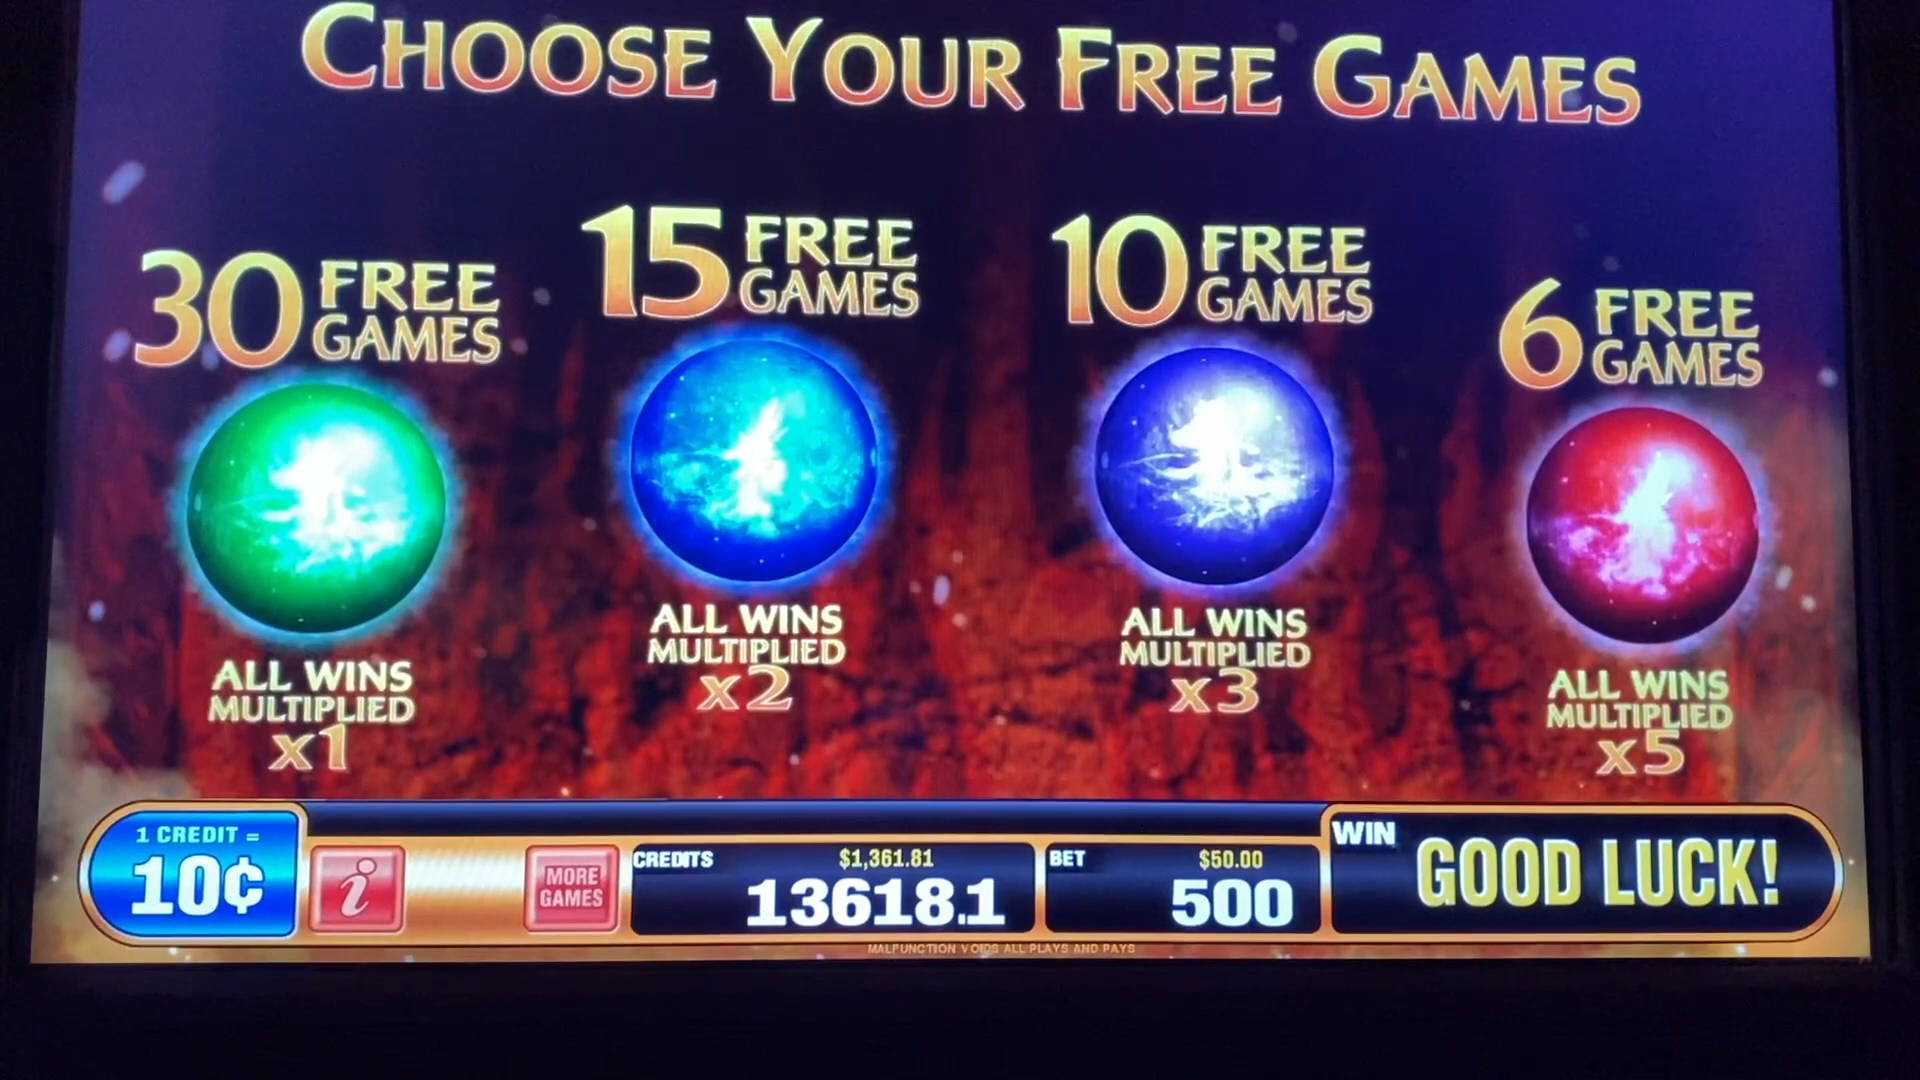 CHOOSE YOUR FREE GAMES
30 FREE GAMES
15 FREE GAMES
10 FREE GAMES
6 FREE GAMES
ALL WINS
MULTIPLIED
x1
ALL WINS
MULTIPLIED
x2
ALL WINS
MULTIPLIED
x3
ALL WINS
MULTIPLIED
x5
1 CREDIT =
10¢
i
MORE
GAMES
CREDITS $1,361.81
13618.1
BET $50.00
500
WIN
GOOD LUCK!
MALFUNCTION VOIDS ALL PLAYS AND PAYS